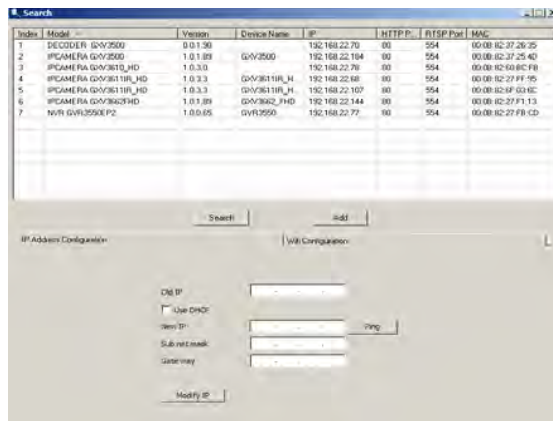 Search
Index Model Version Device Name IP HTTP P... RTSP Port MAC
1 DECODER GXV3500 0.0.1.90 192.168.22.70 80 554 00:0B:82:37:26:35
2 IPCAMERA GXV3500 1.0.1.89 GXV3500 192.168.22.184 80 554 00:0B:82:37:25:4D
3 IPCAMERA GXV3610_HD 1.0.3.0 192.168.22.78 80 554 00:0B:82:60:8C:FB
4 IPCAMERA GXV3611IR_HD 1.0.3.3 GXV3611IR_H... 192.168.22.68 80 554 00:0B:82:27:FF:95
5 IPCAMERA GXV3611IR_HD 1.0.3.3 GXV3611IR_H... 192.168.22.107 80 554
6 IPCAMERA GXV3662FHD 1.0.1.89 GXV3662_FHD 192.168.22.144 80 554 00:0B:82:27:F1:13
7 NVR GVR3550EP2 1.0.0.65 GVR3550 192.168.22.77 80 554 00:0B:82:27:FB:CD
Search Add
IP Address Configuration Wifi Configuration
Old IP
Use DHCP
New IP Ping
Sub net mask
Gate way
Modify IP